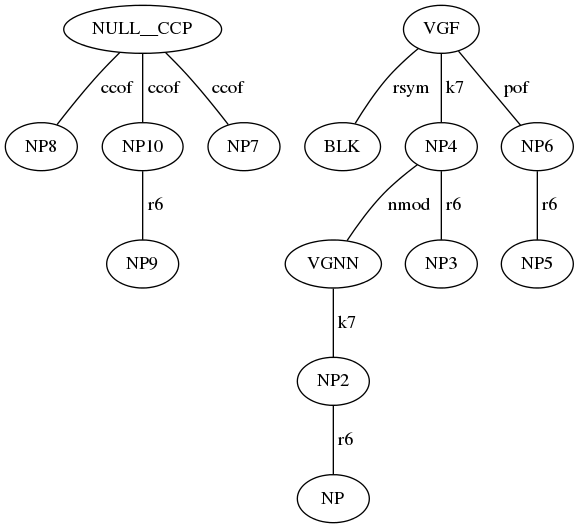 NULL__CCP VGF
ccof ccof ccof rsym k7 pof
NP8 NP10 NP7 BLK NP4 NP6
r6 nmod r6 r6
NP9 VGNN NP3 NP5
k7
NP2
r6
NP